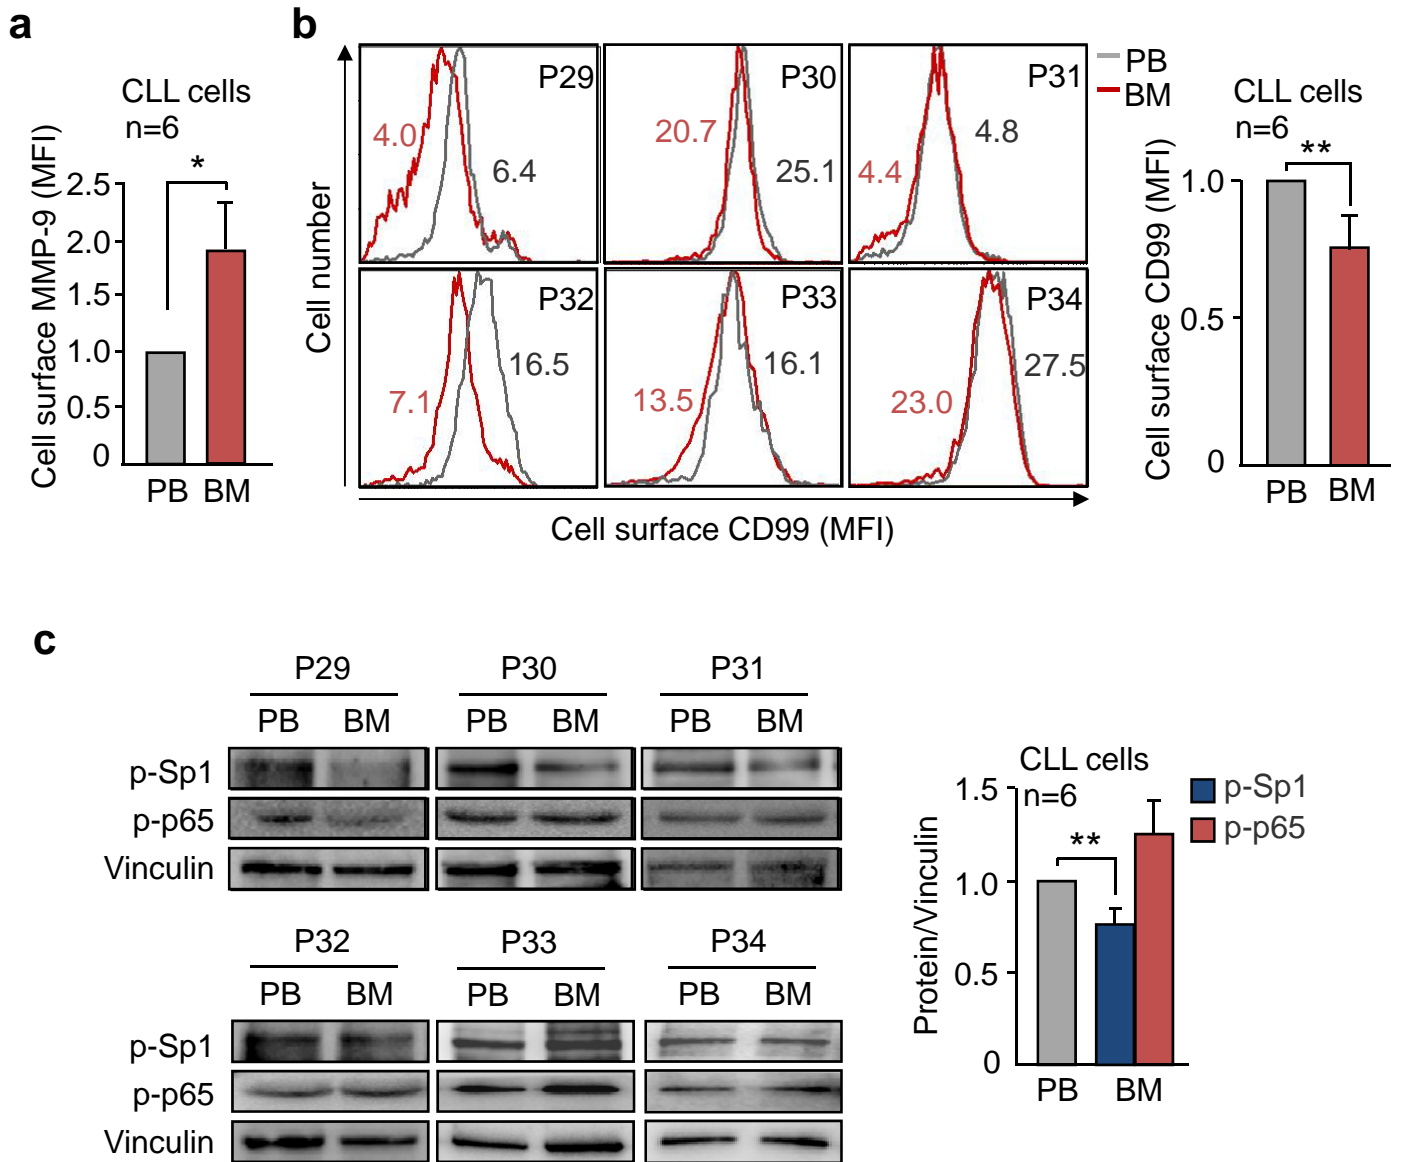 a
CLL cells
n=6
*
Cell surface MMP-9 (MFI)
2.5
2.0
1.5
1.0
0.5
0
PB BM
b
Cell number
P29
4.0
6.4
P30
20.7
25.1
P31
4.4
4.8
P32
7.1
16.5
P33
13.5
16.1
P34
23.0
27.5
Cell surface CD99 (MFI)
PB
BM
CLL cells
n=6
**
Cell surface CD99 (MFI)
1.0
0.5
0
PB BM
c
P29 P30 P31
PB BM PB BM PB BM
p-Sp1
p-p65
Vinculin
P32 P33 P34
PB BM PB BM PB BM
p-Sp1
p-p65
Vinculin
CLL cells
n=6
p-Sp1
p-p65
**
Protein/Vinculin
1.5
1.0
0.5
0
PB BM